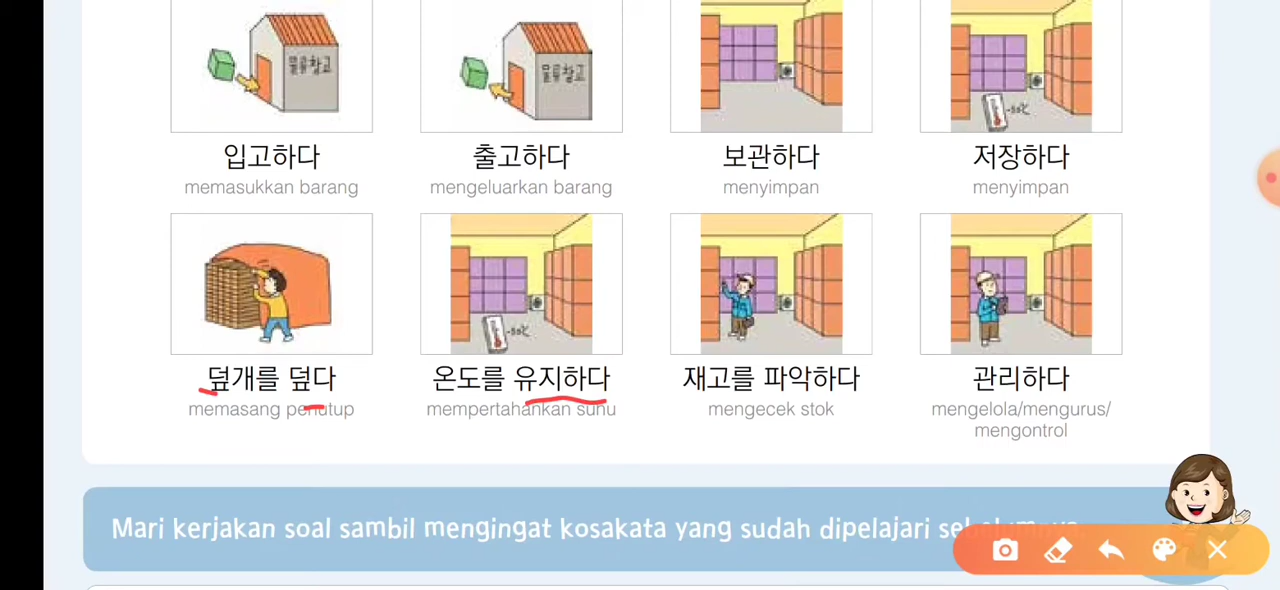 물류창고
물류창고
-30℃
입고하다 출고하다 보관하다 저장하다
memasukkan barang mengeluarkan barang menyimpan menyimpan
-30℃
덮개를 덮다 온도를 유지하다 재고를 파악하다 관리하다
memasang penutup mempertahankan suhu mengecek stok mengelola/mengurus/
mengontrol
Mari kerjakan soal sambil mengingat kosakata yang sudah dipelajari sebelumnya.